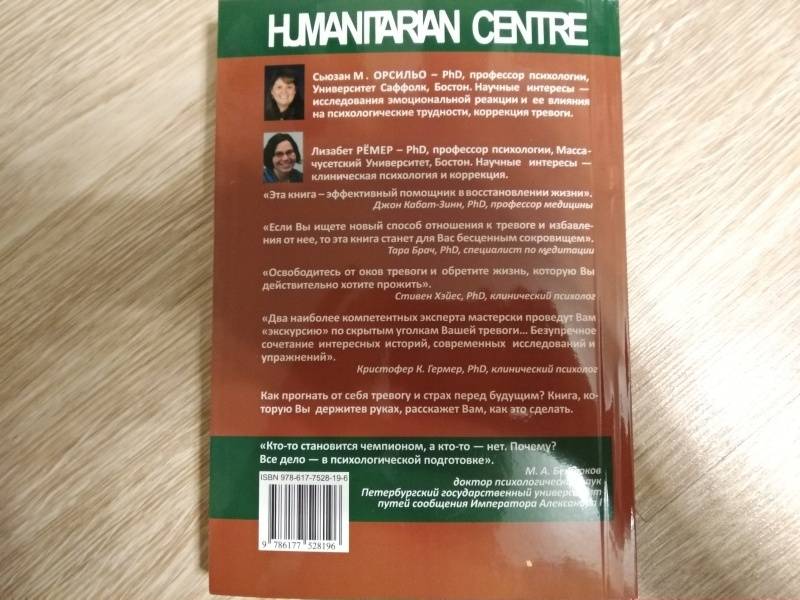 HUMANITARIAN CENTRE
Сьюзан М. ОРСИЛЬО – PhD, профессор психологии,
Университет Саффолк, Бостон. Научные интересы —
исследования эмоциональной реакции и ее влияния
на психологические трудности, коррекция тревоги.
Лизабет РЁМЕР – PhD, профессор психологии, Масса-
чусетский Университет, Бостон. Научные интересы —
клиническая психология и коррекция.
«Эта книга – эффективный помощник в восстановлении жизни».
Джон Кабат-Зинн, PhD, профессор медицины
«Если Вы ищете новый способ отношения к тревоге и избавле-
ния от нее, то эта книга станет для Вас бесценным сокровищем».
Тара Брач, PhD, специалист по медитации
«Освободитесь от оков тревоги и обретите жизнь, которую Вы
действительно хотите прожить».
Стивен Хэйес, PhD, клинический психолог
«Два наиболее компетентных эксперта мастерски проведут Вам
«экскурсию» по скрытым уголкам Вашей тревоги... Безупречное
сочетание интересных историй, современных исследований и
упражнений».
Кристофер К. Гермер, PhD, клинический психолог
Как прогнать от себя тревогу и страх перед будущим? Книга, ко-
торую Вы держитев руках, расскажет Вам, как это сделать.
«Кто-то становится чемпионом, а кто-то — нет. Почему?
Все дело — в психологической подготовке».
М. А.
доктор психологических наук
Петербургский государственный университет
путей сообщения Императора Александра I
ISBN 978-617-7528-19-6
9 786177 528196